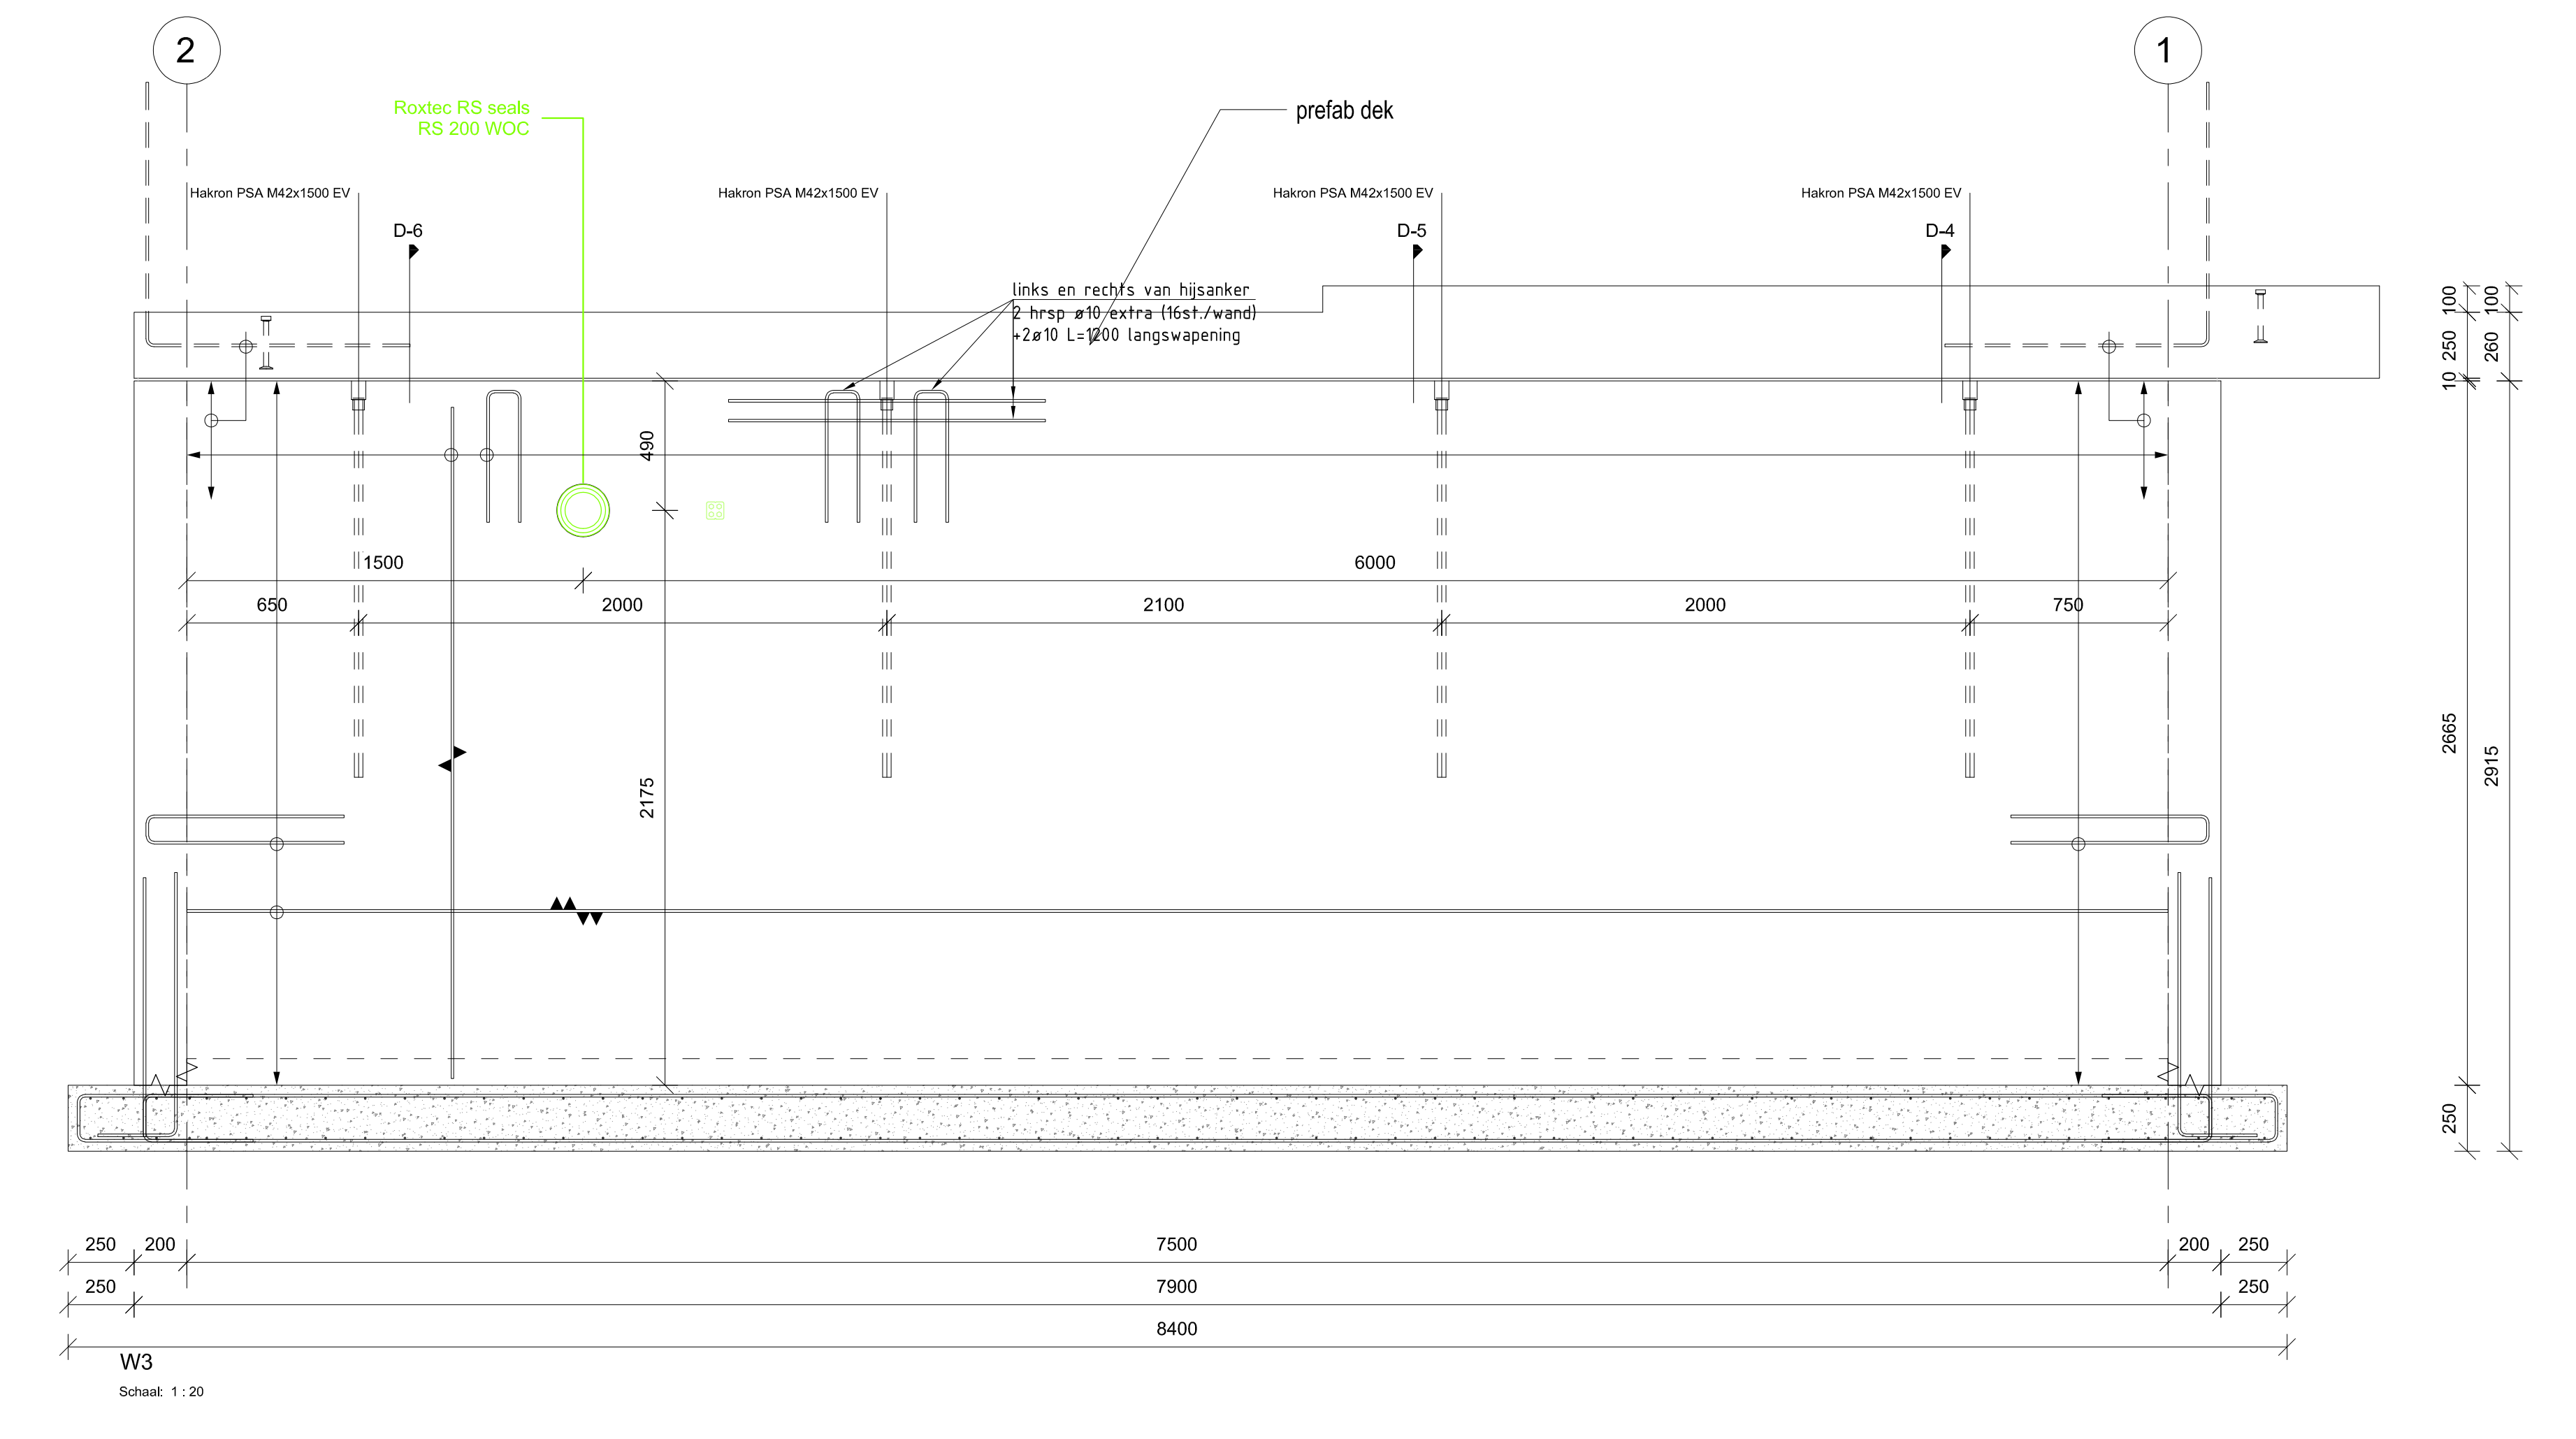 2
1
Roxtec RS seals
RS 200 WOC
prefab dek
Hakron PSA M42x1500 EV
Hakron PSA M42x1500 EV
Hakron PSA M42x1500 EV
Hakron PSA M42x1500 EV
D-6
D-5
D-4
links en rechts van hijsanker
2 hrsp ø10 extra (16st./wand)
+2ø10 L=1200 langswapening
100
100
250
260
10
490
1500
6000
650
2000
2100
2000
750
2665
2915
2175
250
250
200
7500
200
250
250
7900
250
8400
W3
Schaal: 1 : 20